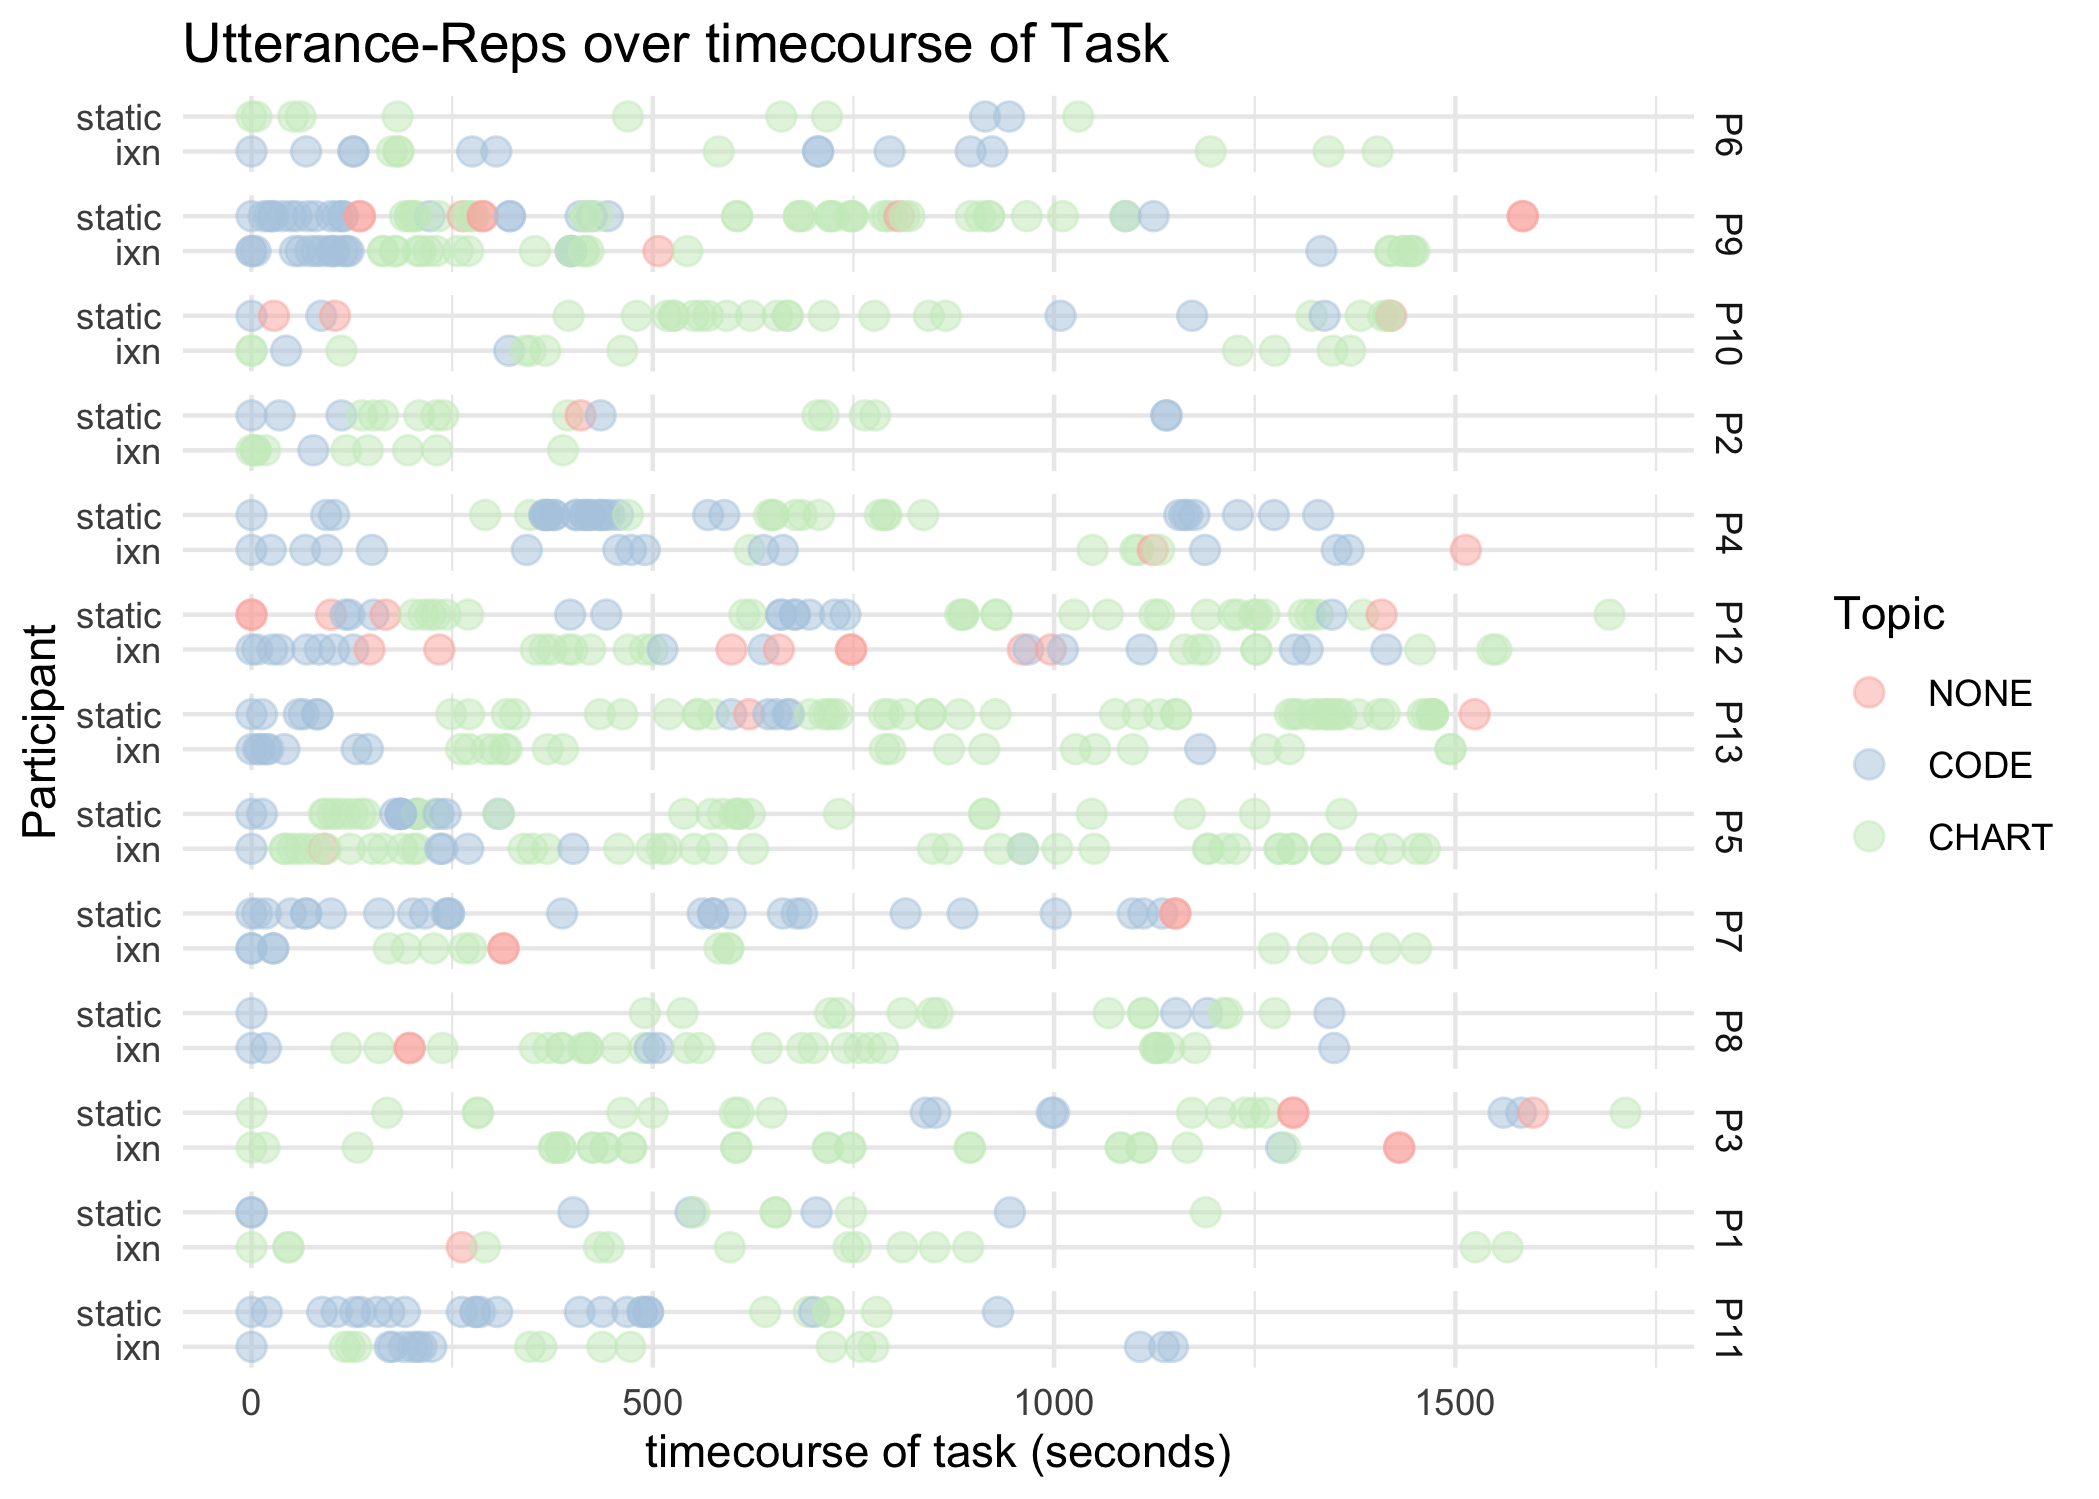 Utterance-Reps over timecourse of Task
static
ixn
P6
static
ixn
P9
static
ixn
P10
static
ixn
P2
static
ixn
P4
static
ixn
P12
static
ixn
P13
static
ixn
P5
static
ixn
P7
static
ixn
P8
static
ixn
P3
static
ixn
P1
static
ixn
P11
Participant
0 500 1000 1500
timecourse of task (seconds)
Topic
NONE
CODE
CHART